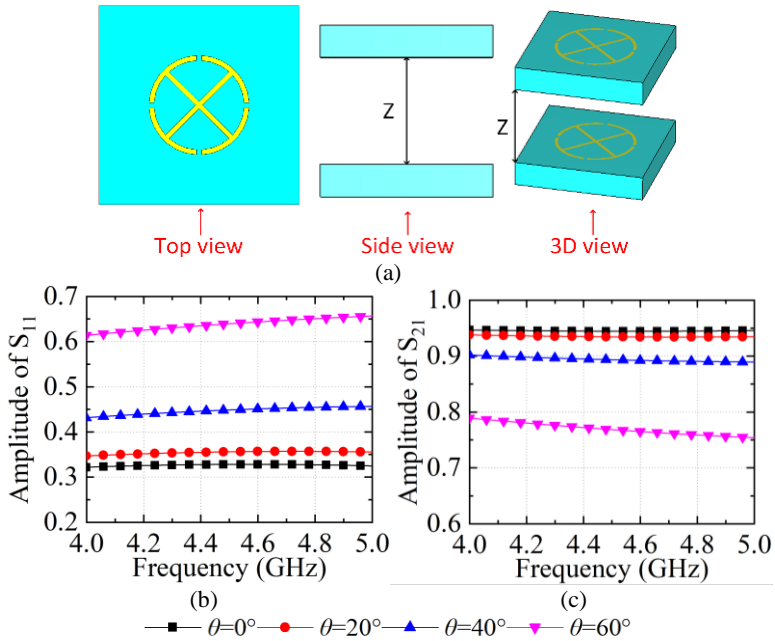 Z
Z
Top view
Side view
3D view
(a)
Amplitude of S11
0.7
0.6
0.5
0.4
0.3
0.2
4.0 4.2 4.4 4.6 4.8 5.0
Frequency (GHz)
(b)
Amplitude of S21
1.0
0.9
0.8
0.7
0.6
4.0 4.2 4.4 4.6 4.8 5.0
Frequency (GHz)
(c)
θ=0° θ=20° θ=40° θ=60°